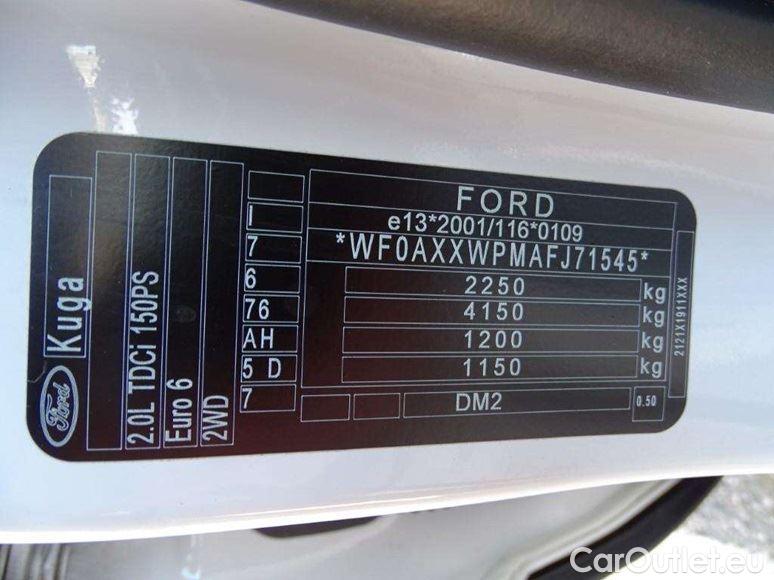 Ford
Kuga
2.0L TDCi 150PS
Euro 6
2WD
I
7
6
76
AH
5 D
7
FORD
e13*2001/116*0109
*WF0AXXWPMAFJ71545*
2250 kg
4150 kg
1200 kg
1150 kg
DM2
0.50
2121X1911XXX
CarOutlet.eu